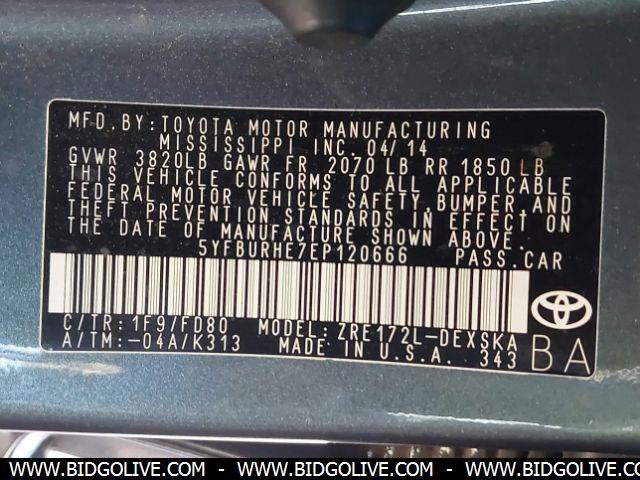 MFD. BY: TOYOTA MOTOR MANUFACTURING
MISSISSIPPI INC. 04/14
GVWR 3820LB GAWR FR 2070 LB RR 1850 LB
THIS VEHICLE CONFORMS TO ALL APPLICABLE
FEDERAL MOTOR VEHICLE SAFETY, BUMPER AND
THEFT PREVENTION STANDARDS IN EFFECT ON
THE DATE OF MANUFACTURE SHOWN ABOVE.
5YFBURHE7EP120666 PASS.CAR
C/TR: 1F9/FD80 MODEL: ZRE172L-DEXSKA
A/TM:-04A/K313 MADE IN U.S.A. 343
BA
WWW.BIDGOLIVE.COM - WWW.BIDGOLIVE.COM - WWW.BIDGOLIVE.COM - WWW.BIDGOLIVE.COM